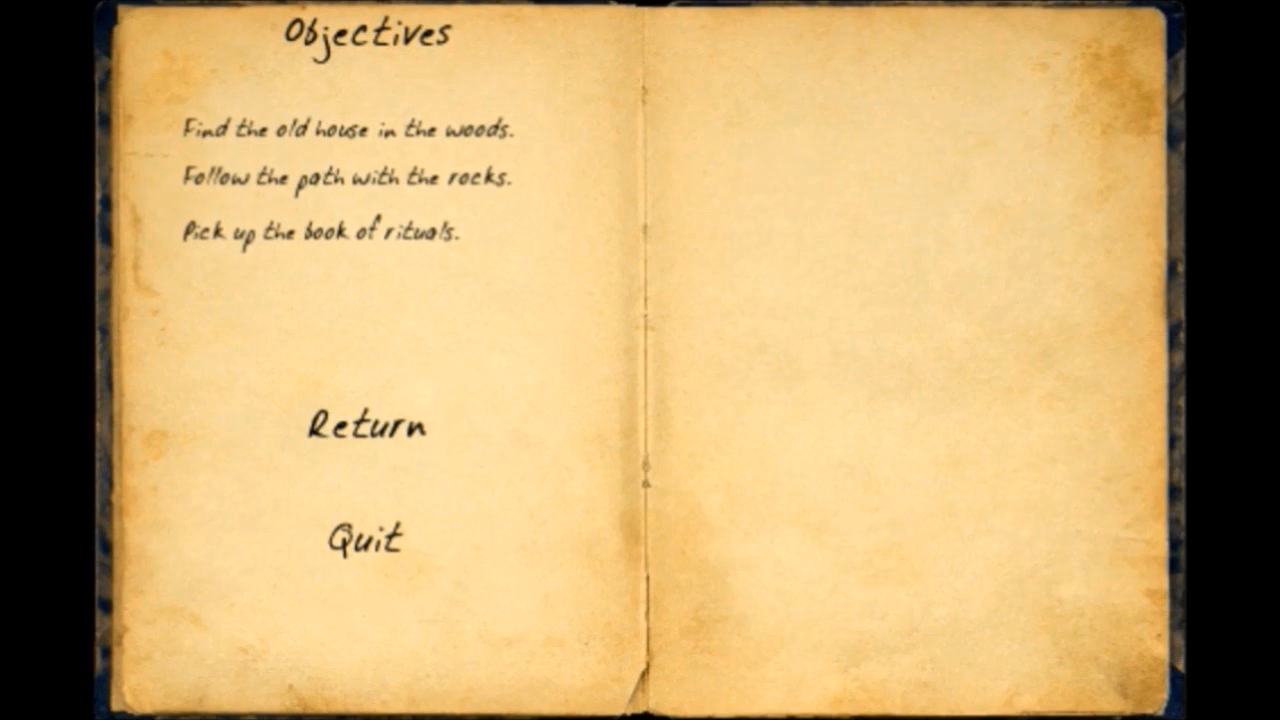 Objectives
Find the old house in the woods.
Follow the path with the rocks.
Pick up the book of rituals.
Return
Quit